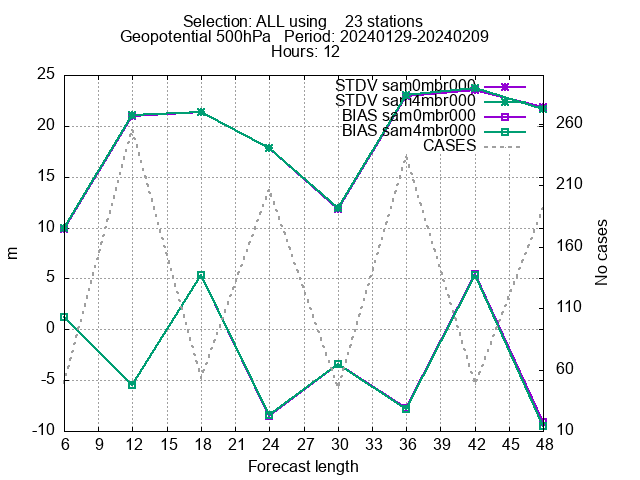 Selection: ALL using 23 stations
Geopotential 500hPa Period: 20240129-20240209
Hours: 12
STDV sam0mbr000
STDV sam4mbr000
BIAS sam0mbr000
BIAS sam4mbr000
CASES
25
20
15
10
5
0
-5
-10
m
260
210
160
110
60
10
No cases
6 9 12 15 18 21 24 27 30 33 36 39 42 45 48
Forecast length